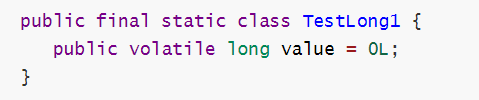 public final static class TestLong1 {
public volatile long value = 0L;
}